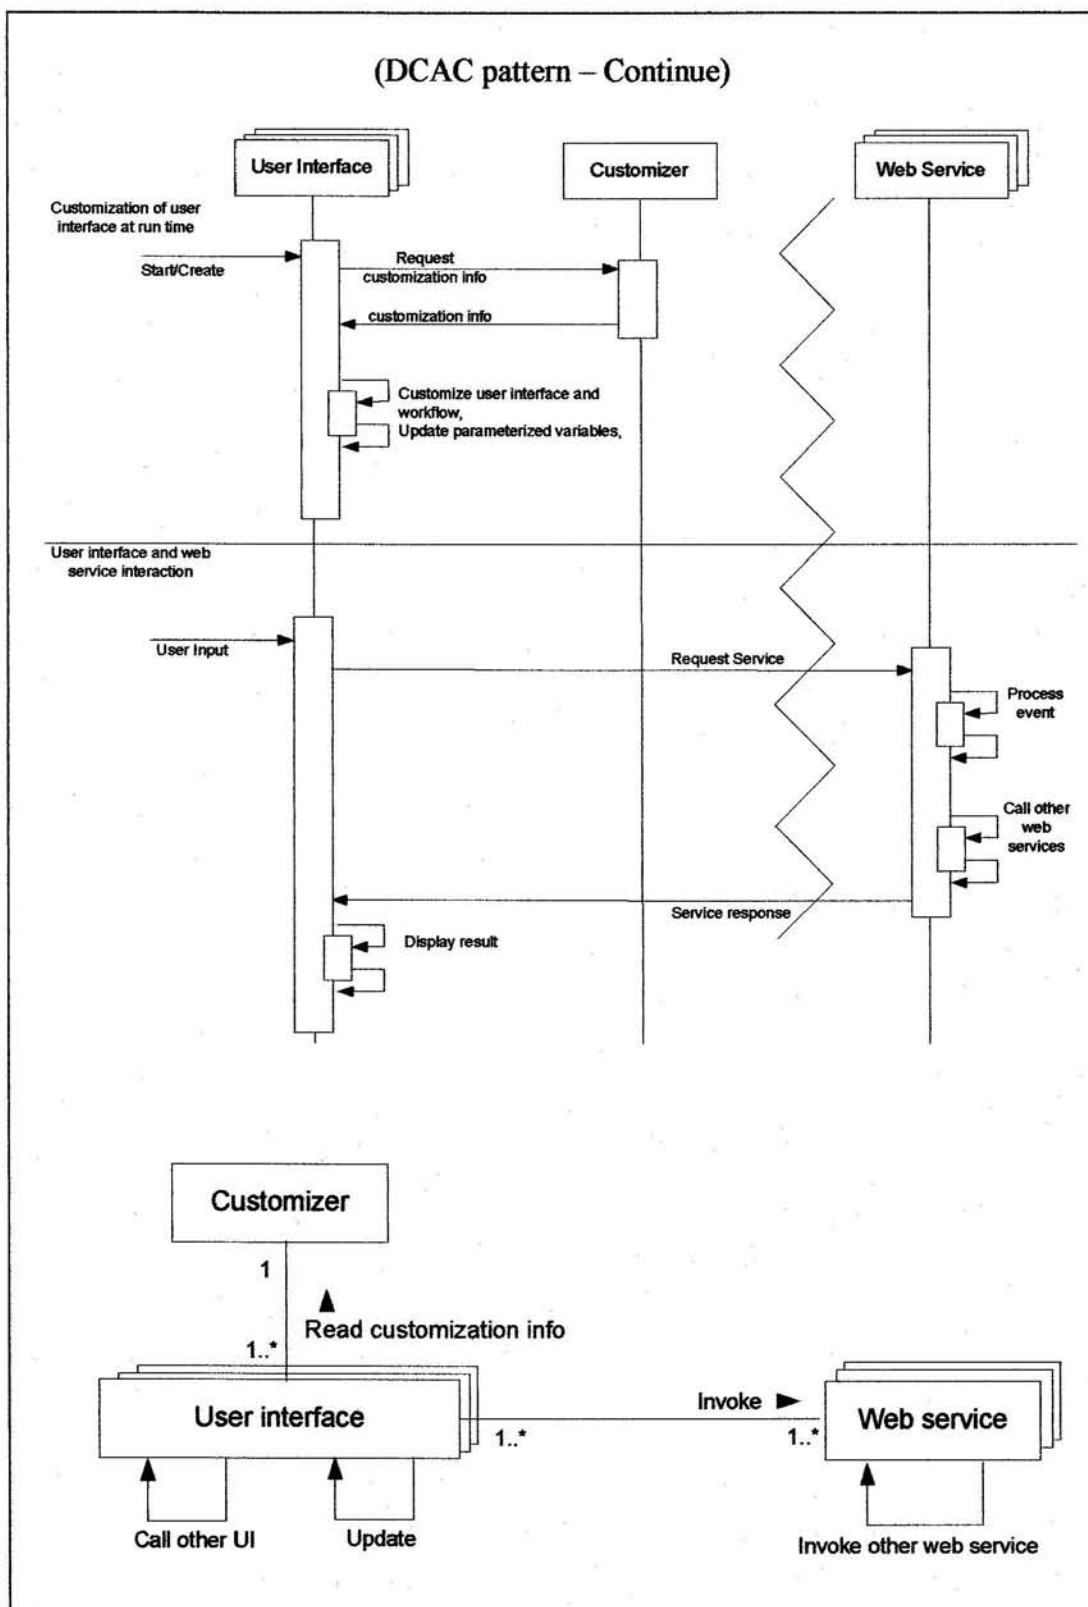 (DCAC pattern – Continue)
User Interface
Customizer
Web Service
Customization of user
interface at run time
Start/Create
Request
customization info
customization info
Customize user interface and
workflow,
Update parameterized variables,
User interface and web
service interaction
User Input
Request Service
Process
event
Call other
web
services
Service response
Display result
Customizer
1
Read customization info
1..*
User interface
Invoke
1..*
1..*
Web service
Call other UI
Update
Invoke other web service